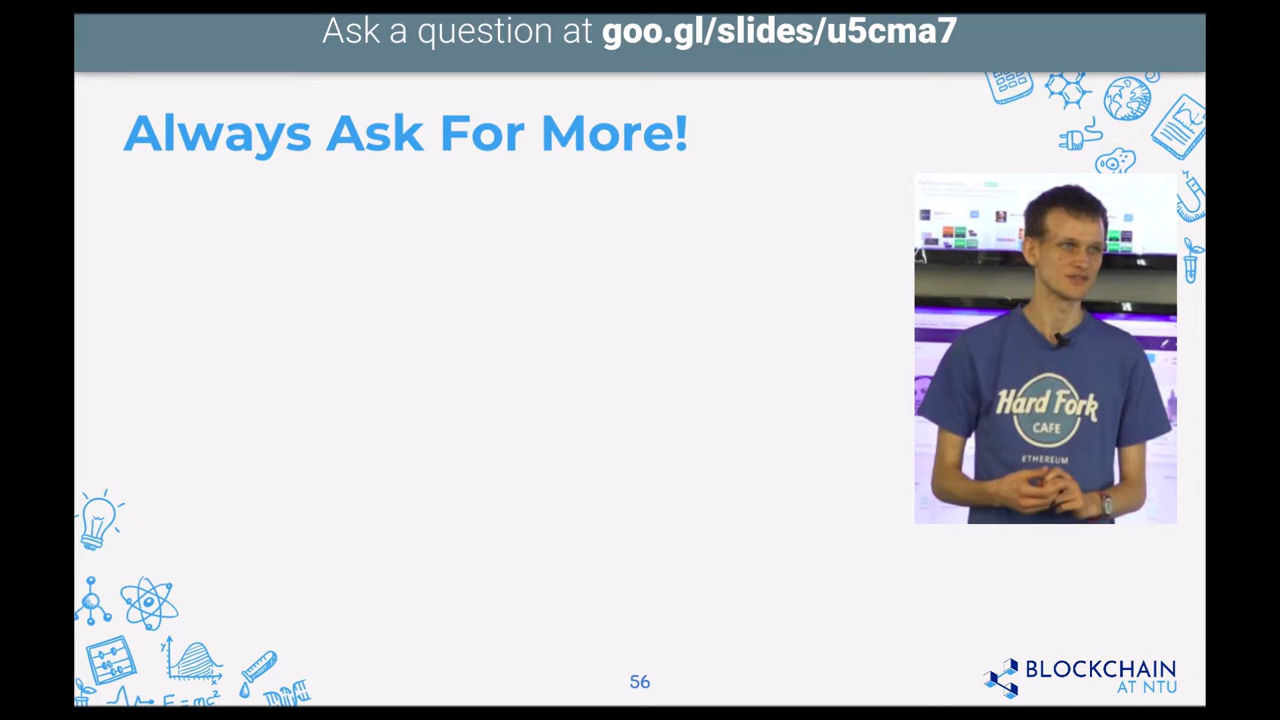 Ask a question at goo.gl/slides/u5cma7
Always Ask For More!
Hard Fork
CAFE
ETHEREUM
E=mc²
56
BLOCKCHAIN
AT NTU